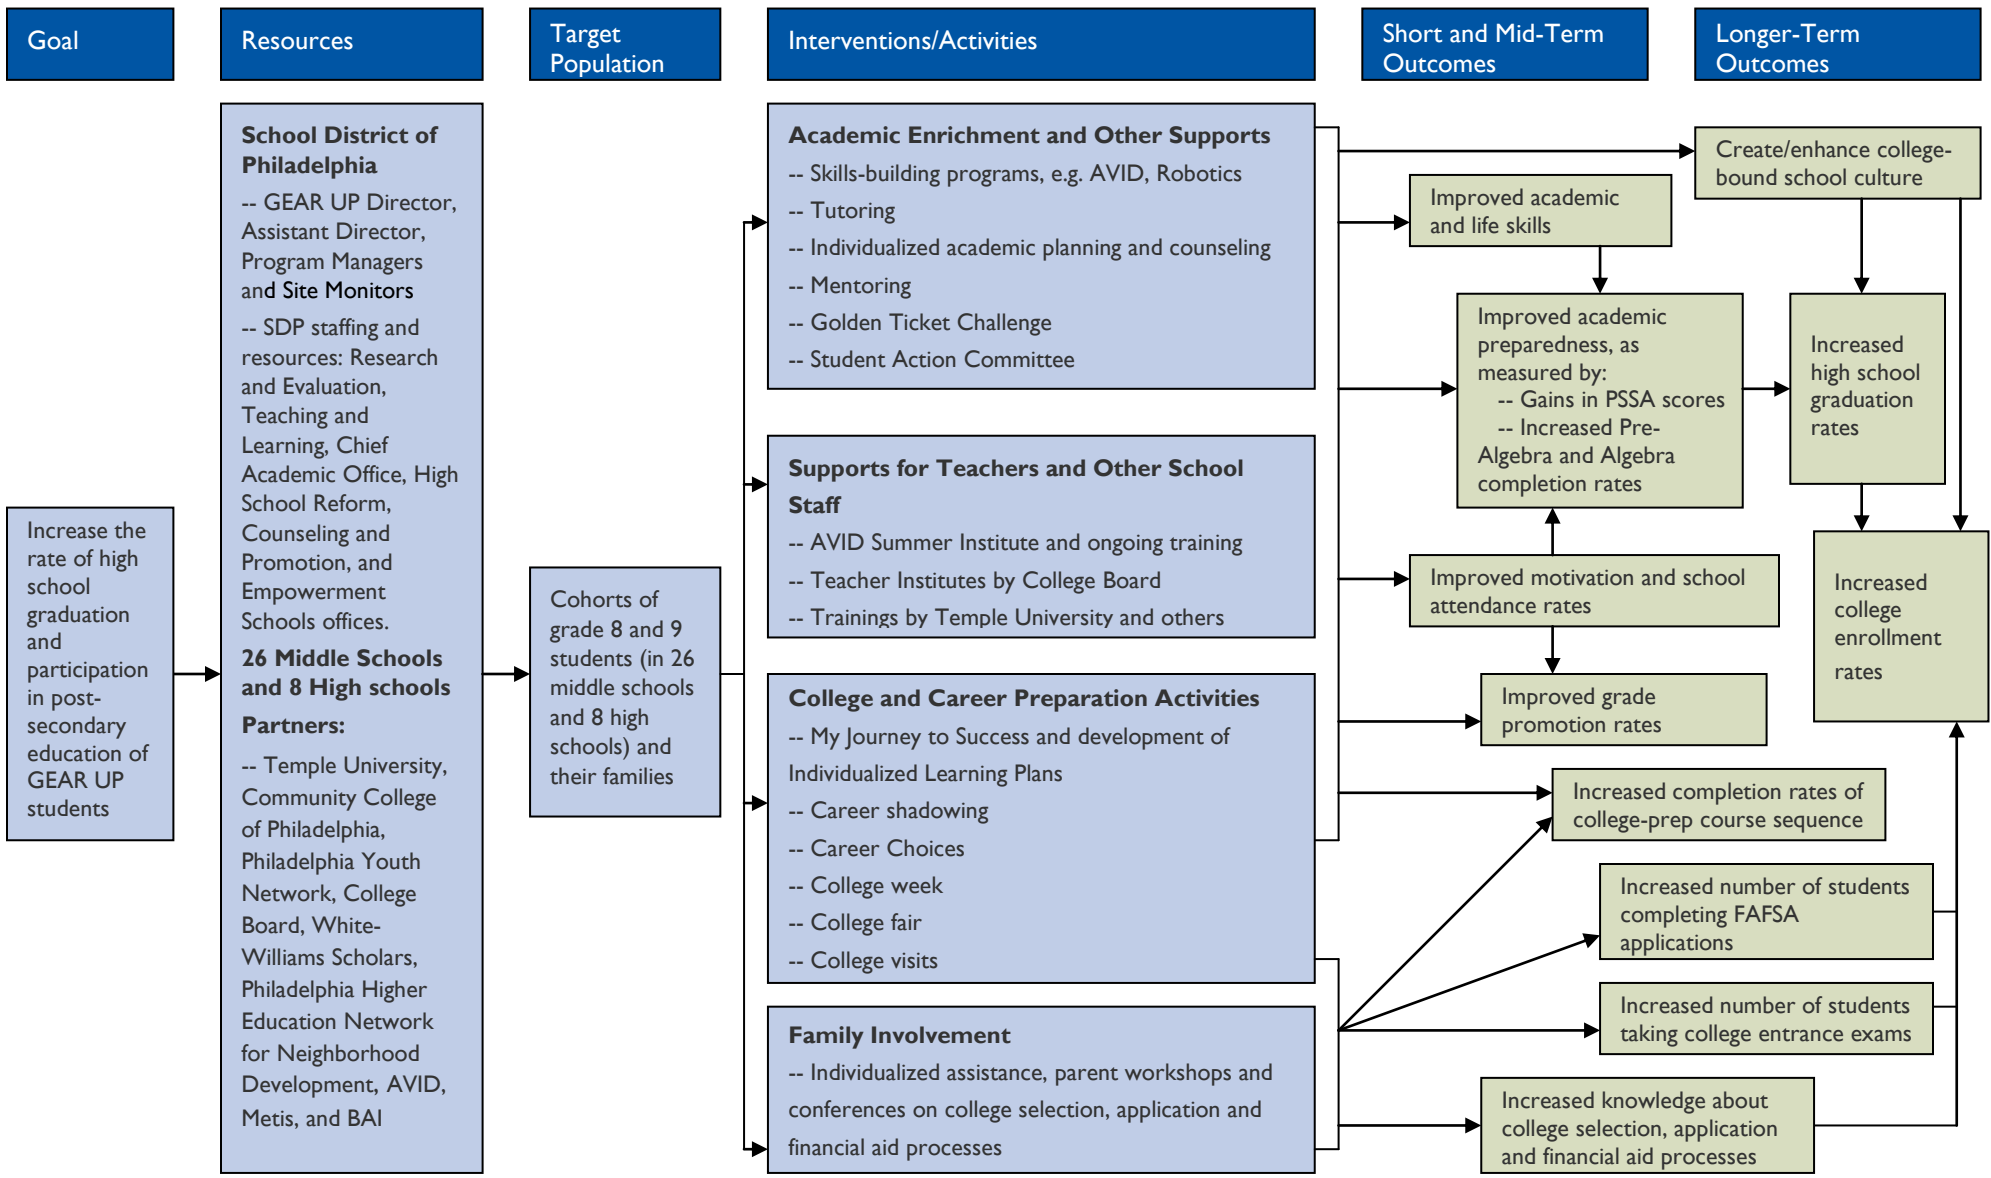 Goal
Resources
Target
Population
Interventions/Activities
Short and Mid-Term
Outcomes
Longer-Term
Outcomes
Increase the
rate of high
school
graduation
and
participation
in post-
secondary
education of
GEAR UP
students
School District of
Philadelphia
-- GEAR UP Director,
Assistant Director,
Program Managers
and Site Monitors
-- SDP staffing and
resources: Research
and Evaluation,
Teaching and
Learning, Chief
Academic Office, High
School Reform,
Counseling and
Promotion, and
Empowerment
Schools offices.
26 Middle Schools
and 8 High schools
Partners:
-- Temple University,
Community College
of Philadelphia,
Philadelphia Youth
Network, College
Board, White-
Williams Scholars,
Philadelphia Higher
Education Network
for Neighborhood
Development, AVID,
Metis, and BAI
Cohorts of
grade 8 and 9
students (in 26
middle schools
and 8 high
schools) and
their families
Academic Enrichment and Other Supports
-- Skills-building programs, e.g. AVID, Robotics
-- Tutoring
-- Individualized academic planning and counseling
-- Mentoring
-- Golden Ticket Challenge
-- Student Action Committee
Supports for Teachers and Other School
Staff
-- AVID Summer Institute and ongoing training
-- Teacher Institutes by College Board
-- Trainings by Temple University and others
College and Career Preparation Activities
-- My Journey to Success and development of
Individualized Learning Plans
-- Career shadowing
-- Career Choices
-- College week
-- College fair
-- College visits
Family Involvement
-- Individualized assistance, parent workshops and
conferences on college selection, application and
financial aid processes
Improved academic
and life skills
Improved academic
preparedness, as
measured by:
-- Gains in PSSA scores
-- Increased Pre-
Algebra and Algebra
completion rates
Improved motivation and school
attendance rates
Improved grade
promotion rates
Increased completion rates of
college-prep course sequence
Increased number of students
completing FAFSA
applications
Increased number of students
taking college entrance exams
Increased knowledge about
college selection, application
and financial aid processes
Create/enhance college-
bound school culture
Increased
high school
graduation
rates
Increased
college
enrollment
rates